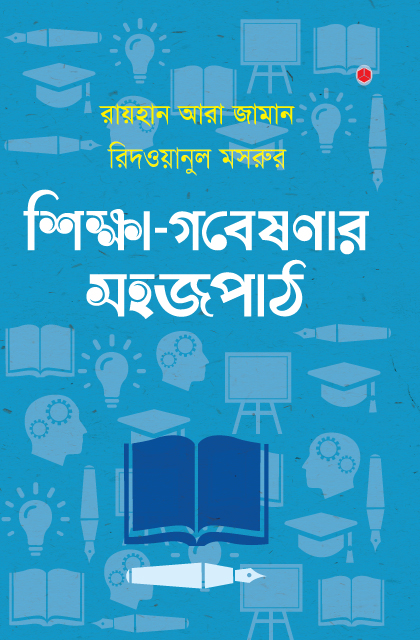 রায়হান আরা জামান
রিদওয়ানুল মসরুর
শিক্ষা-গবেষণার
সহজপাঠ